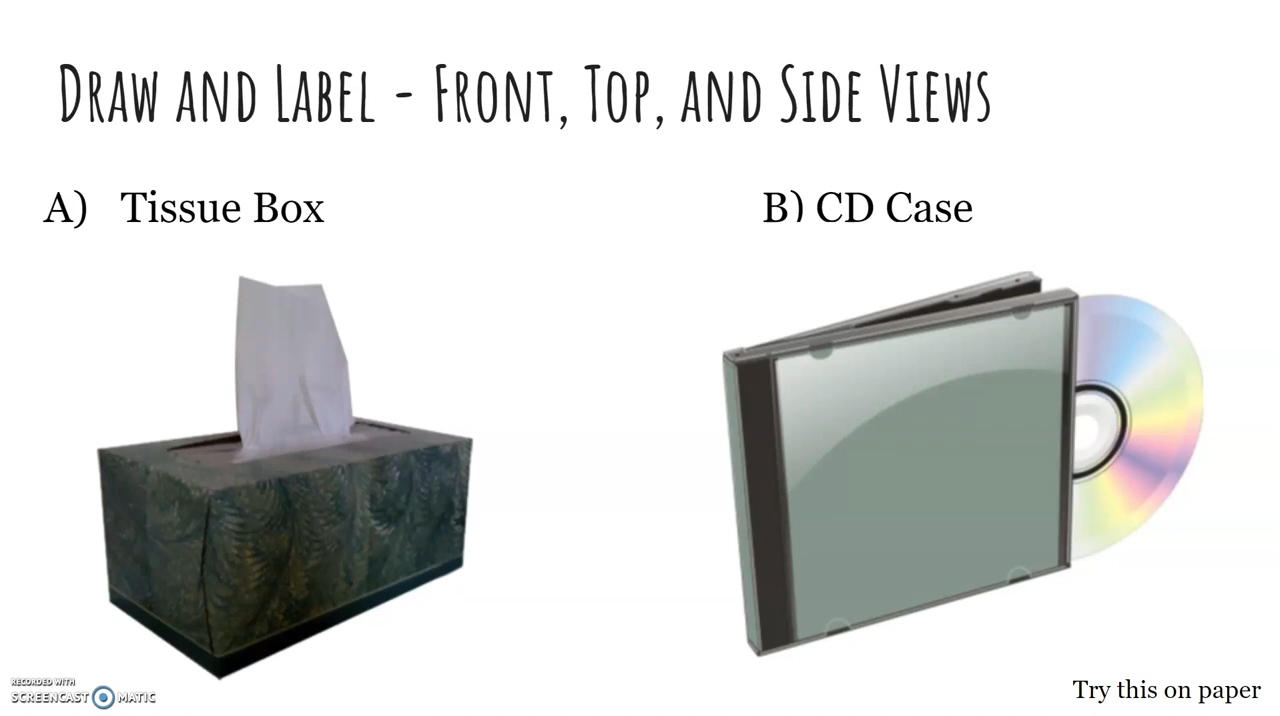 Draw and Label - Front, Top, and Side Views
A) Tissue Box
B) CD Case
Try this on paper
RECORDED WITH
SCREENCAST MATIC